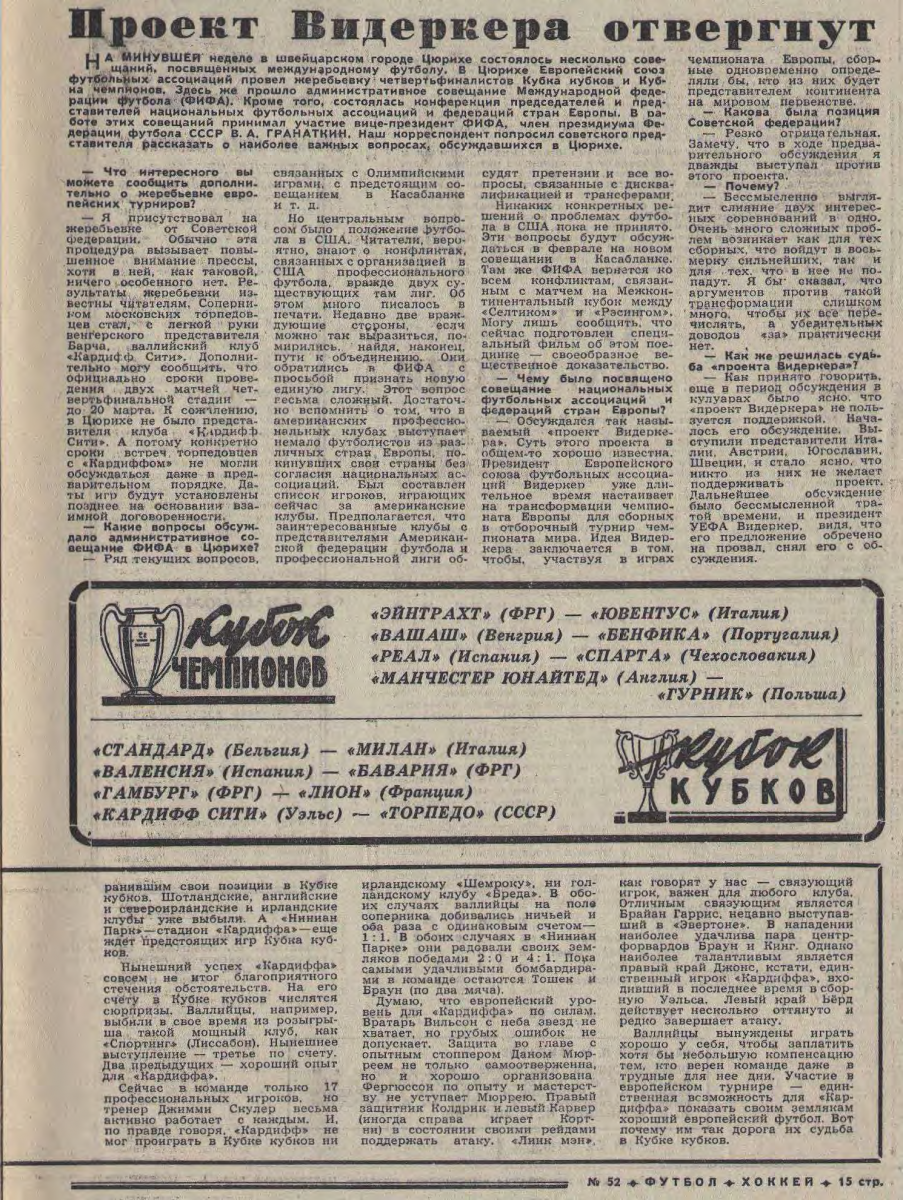 Проект Видеркера отвергнут
НА МИНУВШЕЙ неделе в швейцарском городе Цюрихе состоялось несколько сове-
щаний, посвященных международному футболу. В Цюрихе Европейский союз
футбольных ассоциаций провел жеребьевку четвертьфиналистов Кубка кубков и Куб-
ка чемпионов. Здесь же прошло административное совещание Международной феде-
рации футбола (ФИФА). Кроме того, состоялась конференция председателей и пред-
ставителей национальных футбольных ассоциаций и федераций стран Европы. В ра-
боте этих совещаний принимал участие вице-президент ФИФА, член президиума Фе-
дерации футбола СССР В. А. ГРАНАТКИН. Наш корреспондент попросил советского пред-
ставителя рассказать о наиболее важных вопросах, обсуждавшихся в Цюрихе.
— Что интересного вы
можете сообщить дополни-
тельно о жеребьевке евро-
пейских турниров?
— Я присутствовал на
жеребьевке от Советской
федерации. Обычно эта
процедура вызывает повы-
шенное внимание прессы,
хотя в ней, как таковой,
ничего особенного нет. Ре-
зультаты жеребьевки из-
вестны читателям. Соперни-
ком московских торпедов-
цев стал, с легкой руки
венгерского представителя
Барча, валлийский клуб
«Кардифф Сити». Дополни-
тельно могу сообщить, что
официально сроки прове-
дения двух матчей чет-
вертьфинальной стадии —
до 20 марта. К сожалению,
в Цюрихе не было предста-
вителя клуба «Кардифф
Сити». А потому конкретно
сроки встреч торпедовцев
с «Кардиффом» не могли
обсуждаться даже в пред-
варительном порядке. Да-
ты игр будут установлены
позднее на основании вза-
имной договоренности.
— Какие вопросы обсуж-
дало административное со-
вещание ФИФА в Цюрихе?
— Ряд текущих вопросов,
связанных с Олимпийскими
играми, с предстоящим со-
вещанием в Касабланке
и т. д.
Но центральным вопро-
сом было положение футбо-
ла в США. Читатели, веро-
ятно, знают о конфликтах,
связанных с организацией в
США профессионального
футбола, вражде двух су-
ществующих там лиг. Об
этом много писалось в
печати. Недавно две враж-
дующие стороны, если
можно так выразиться, по-
мирились, найдя, наконец,
пути к объединению. Они
обратились в ФИФА с
просьбой признать новую
единую лигу. Этот вопрос
весьма сложный. Достаточ-
но вспомнить о том, что в
американских профессио-
нальных клубах выступает
немало футболистов из раз-
личных стран Европы, по-
кинувших свои страны без
согласия национальных ас-
социаций. Был составлен
список игроков, играющих
сейчас за американские
клубы. Предполагается, что
заинтересованные клубы с
представителями Американ-
ской федерации футбола и
профессиональной лиги об-
судят претензии и все во-
просы, связанные с дисква-
лификацией и трансферами.
Никаких конкретных ре-
шений о проблемах футбо-
ла в США пока не принято.
Эти вопросы будут обсуж-
даться в феврале на новом
совещании в Касабланке.
Там же ФИФА вернется ко
всем конфликтам, связан-
ным с матчем на Межкон-
тинентальный кубок между
«Селтиком» и «Расингом».
Могу лишь сообщить, что
сейчас подготовлен специ-
альный фильм об этом пое-
динке — своеобразное ве-
щественное доказательство.
— Чему было посвящено
совещание национальных
футбольных ассоциаций и
федераций стран Европы?
— Обсуждался так назы-
ваемый «проект Видерке-
ра». Суть этого проекта в
общем-то хорошо известна.
Президент Европейского
союза футбольных ассоциа-
ций Видеркер уже дли-
тельное время настаивает
на трансформации чемпио-
ната Европы для сборных
в отборочный турнир чем-
пионата мира. Идея Видер-
кера заключается в том,
чтобы, участвуя в играх
чемпионата Европы, сбор-
ные одновременно опреде-
ляли бы, кто из них будет
представителем континента
на мировом первенстве.
— Какова была позиция
Советской федерации?
— Резко отрицательная.
Замечу, что в ходе предва-
рительного обсуждения я
дважды выступал против
этого проекта.
— Почему?
— Бессмысленно выгля-
дит слияние двух интерес-
ных соревнований в одно.
Очень много сложных проб-
лем возникает как для тех
сборных, что войдут в вось-
мерку сильнейших, так и
для тех, что в нее не по-
падут. Я бы сказал, что
аргументов против такой
трансформации слишком
много, чтобы их все пере-
числять, а убедительных
доводов «за» практически
нет.
— Как же решилась судь-
ба «проекта Видеркера»?
— Как принято говорить,
еще в период обсуждения в
кулуарах было ясно, что
«проект Видеркера» не поль-
зуется поддержкой. Нача-
лось его обсуждение. Вы-
ступили представители Ита-
лии, Австрии, Югославии,
Швеции, и стало ясно, что
никто из них не желает
поддерживать проект.
Дальнейшее обсуждение
было бессмысленной тра-
той времени, и президент
УЕФА Видеркер, видя, что
его предложение обречено
на провал, снял его с об-
суждения.
Кубок
ЧЕМПИОНОВ
«ЭЙНТРАХТ» (ФРГ) — «ЮВЕНТУС» (Италия)
«ВАШАШ» (Венгрия) — «БЕНФИКА» (Португалия)
«РЕАЛ» (Испания) — «СПАРТА» (Чехословакия)
«МАНЧЕСТЕР ЮНАЙТЕД» (Англия) —
«ГУРНИК» (Польша)
«СТАНДАРД» (Бельгия) — «МИЛАН» (Италия)
«ВАЛЕНСИЯ» (Испания) — «БАВАРИЯ» (ФРГ)
«ГАМБУРГ» (ФРГ) — «ЛИОН» (Франция)
«КАРДИФФ СИТИ» (Уэльс) — «ТОРПЕДО» (СССР)
Кубок
КУБКОВ
ранившим свои позиции в Кубке
кубков. Шотландские, английские
и североирландские и ирландские
клубы уже выбыли. А «Ниниан
Парк» — стадион «Кардиффа» — еще
ждет предстоящих игр Кубка куб-
ков.
Нынешний успех «Кардиффа»
совсем не итог благоприятного
стечения обстоятельств. На его
счету в Кубке кубков числятся
сюрпризы. Валлийцы, например,
выбили в свое время из розыгры-
ша такой мощный клуб, как
«Спортинг» (Лиссабон). Нынешнее
выступление — третье по счету.
Два предыдущих — хороший опыт
для «Кардиффа».
Сейчас в команде только 17
профессиональных игроков, но
тренер Джимми Скулер весьма
активно работает с каждым. И,
по правде говоря, «Кардифф» не
мог проиграть в Кубке кубков ни
ирландскому «Шемроку», ни гол-
ландскому клубу «Бреда». В обо-
их случаях валлийцы на поле
соперника добивались ничьей и
оба раза с одинаковым счетом—
1 : 1. В обоих случаях в «Ниниан
Парке» они радовали своих зем-
ляков победами 2 : 0 и 4 : 1. Пока
самыми удачливыми бомбардира-
ми в команде остаются Тошек и
Браун (по два мяча).
Думаю, что европейский уро-
вень для «Кардиффа» по силам.
Вратарь Вильсон с неба звезд не
хватает, но грубых ошибок не
допускает. Защита во главе с
опытным стоппером Даном Мюр-
реем не только самоотверженна,
но и хорошо организована
Фергюссон по опыту и мастерст-
ву не уступает Мюррею. Правый
защитник Колдрик и левый Карвер
(иногда справа играет Корт-
ни) в состоянии своими рейдами
поддержать атаку. «Линк мэн»,
как говорят у нас — связующий
игрок, важен для любого клуба.
Отличным связующим является
Брайан Гаррис, недавно выступав-
ший в «Эвертоне». В нападении
наиболее удачлива пара центр-
форвардов Браун и Кинг. Однако
наиболее талантливым является
правый край Джонс, кстати, един-
ственный игрок «Кардиффа», вхо-
дивший в последнее время в сбор-
ную Уэльса. Левый край Бёрд
действует несколько оттянуто и
редко завершает атаку.
Валлийцы вынуждены играть
хорошо у себя, чтобы заплатить
хотя бы небольшую компенсацию
тем, кто верен команде даже в
трудные для нее дни. Участие в
европейском турнире — един-
ственная возможность для «Кар-
диффа» показать своим землякам
хороший европейский футбол. Вот
почему им так дорога их судьба
в Кубке кубков.
№ 52 ФУТБОЛ ХОККЕЙ 15 стр.